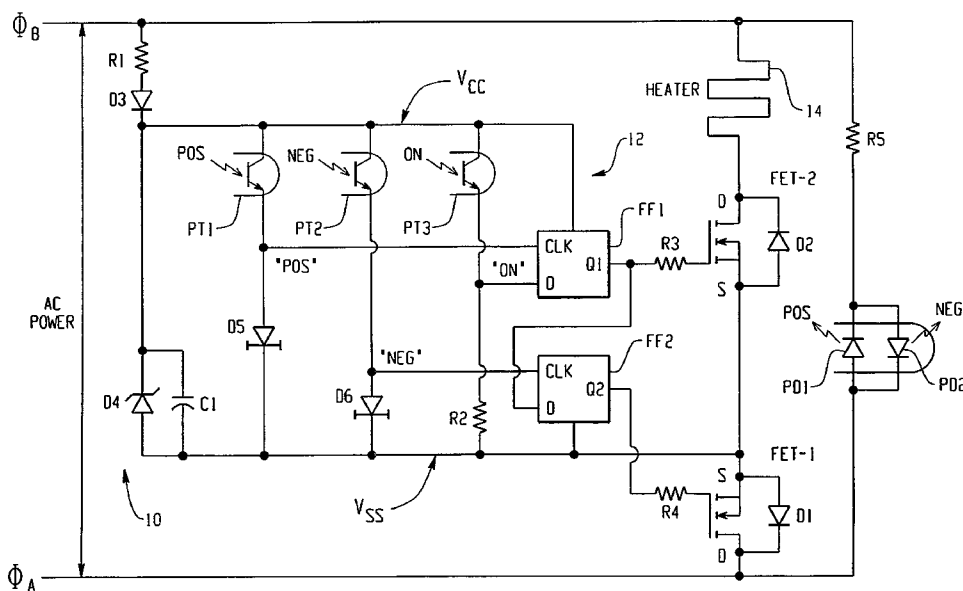 Φ_B
R1
D3
V_CC
HEATER
14
12
POS
NEG
ON
R5
PT1
PT2
PT3
FF1
FET-2
D
CLK
Q1
R3
D2
"POS"
"ON"
D
S
AC
POWER
D5
POS
NEG
FF2
"NEG"
CLK
Q2
PD1
PD2
D4
C1
D6
R2
D
FET-1
S
10
V_SS
R4
D1
D
Φ_A